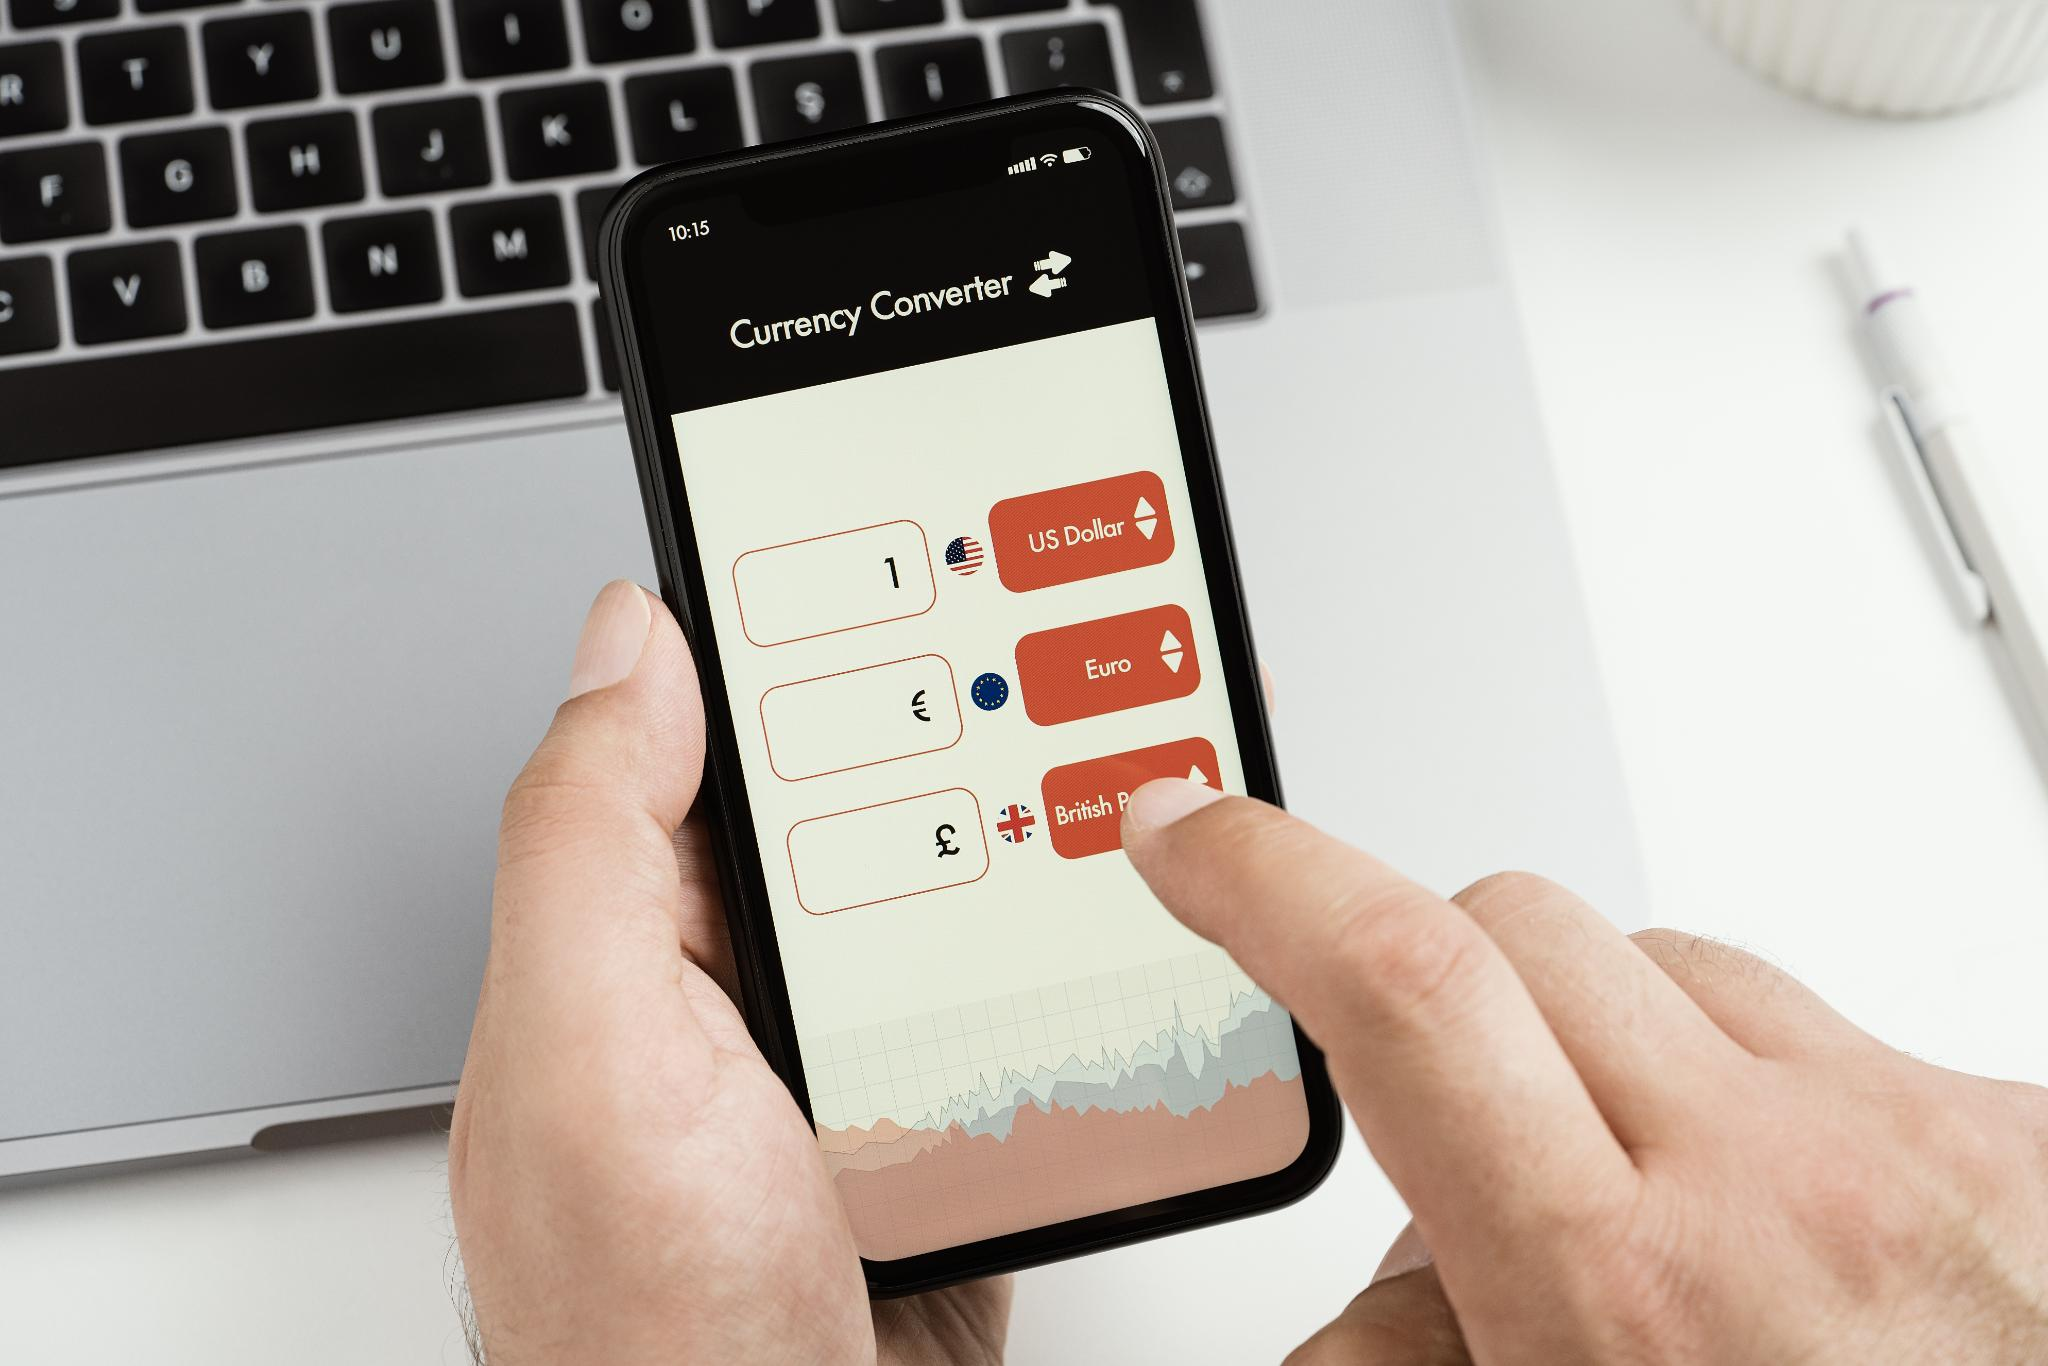 R T Y U I O P
F G H J K L Ş İ
C V B N M
10:15
Currency Converter
1 US Dollar
€ Euro
£ British